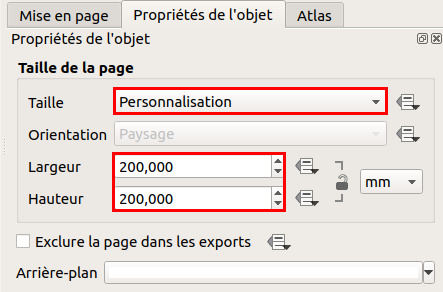 Mise en page Propriétés de l'objet Atlas
Propriétés de l'objet
Taille de la page
Taille Personnalisation
Orientation Paysage
Largeur 200,000
mm
Hauteur 200,000
Exclure la page dans les exports
Arrière-plan